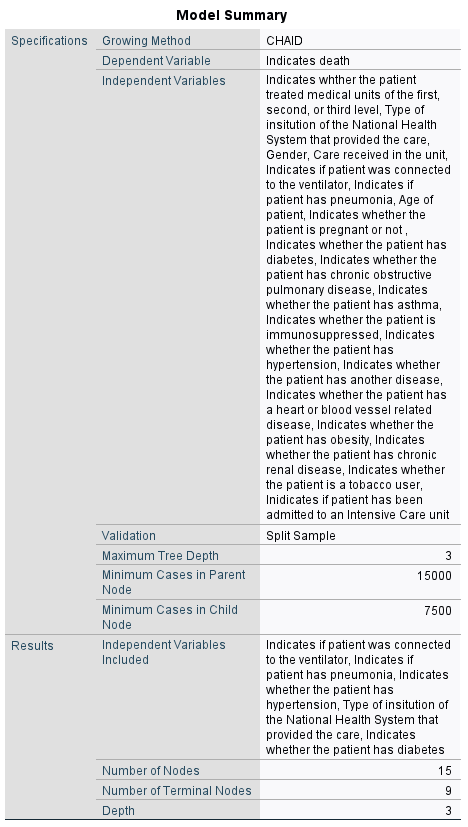 Model Summary
Specifications Growing Method CHAID
Dependent Variable Indicates death
Independent Variables Indicates whther the patient
treated medical units of the first,
second, or third level, Type of
insitution of the National Health
System that provided the care,
Gender, Care received in the unit,
Indicates if patient was connected
to the ventilator, Indicates if
patient has pneumonia, Age of
patient, Indicates whether the
patient is pregnant or not ,
Indicates whether the patient has
diabetes, Indicates whether the
patient has chronic obstructive
pulmonary disease, Indicates
whether the patient has asthma,
Indicates whether the patient is
immunosuppressed, Indicates
whether the patient has
hypertension, Indicates whether
the patient has another disease,
Indicates whether the patient has
a heart or blood vessel related
disease, Indicates whether the
patient has obesity, Indicates
whether the patient has chronic
renal disease, Indicates whether
the patient is a tobacco user,
Inidicates if patient has been
admitted to an Intensive Care unit
Validation Split Sample
Maximum Tree Depth 3
Minimum Cases in Parent
Node 15000
Minimum Cases in Child
Node 7500
Results Independent Variables
Included Indicates if patient was connected
to the ventilator, Indicates if
patient has pneumonia, Indicates
whether the patient has
hypertension, Type of insitution of
the National Health System that
provided the care, Indicates
whether the patient has diabetes
Number of Nodes 15
Number of Terminal Nodes 9
Depth 3